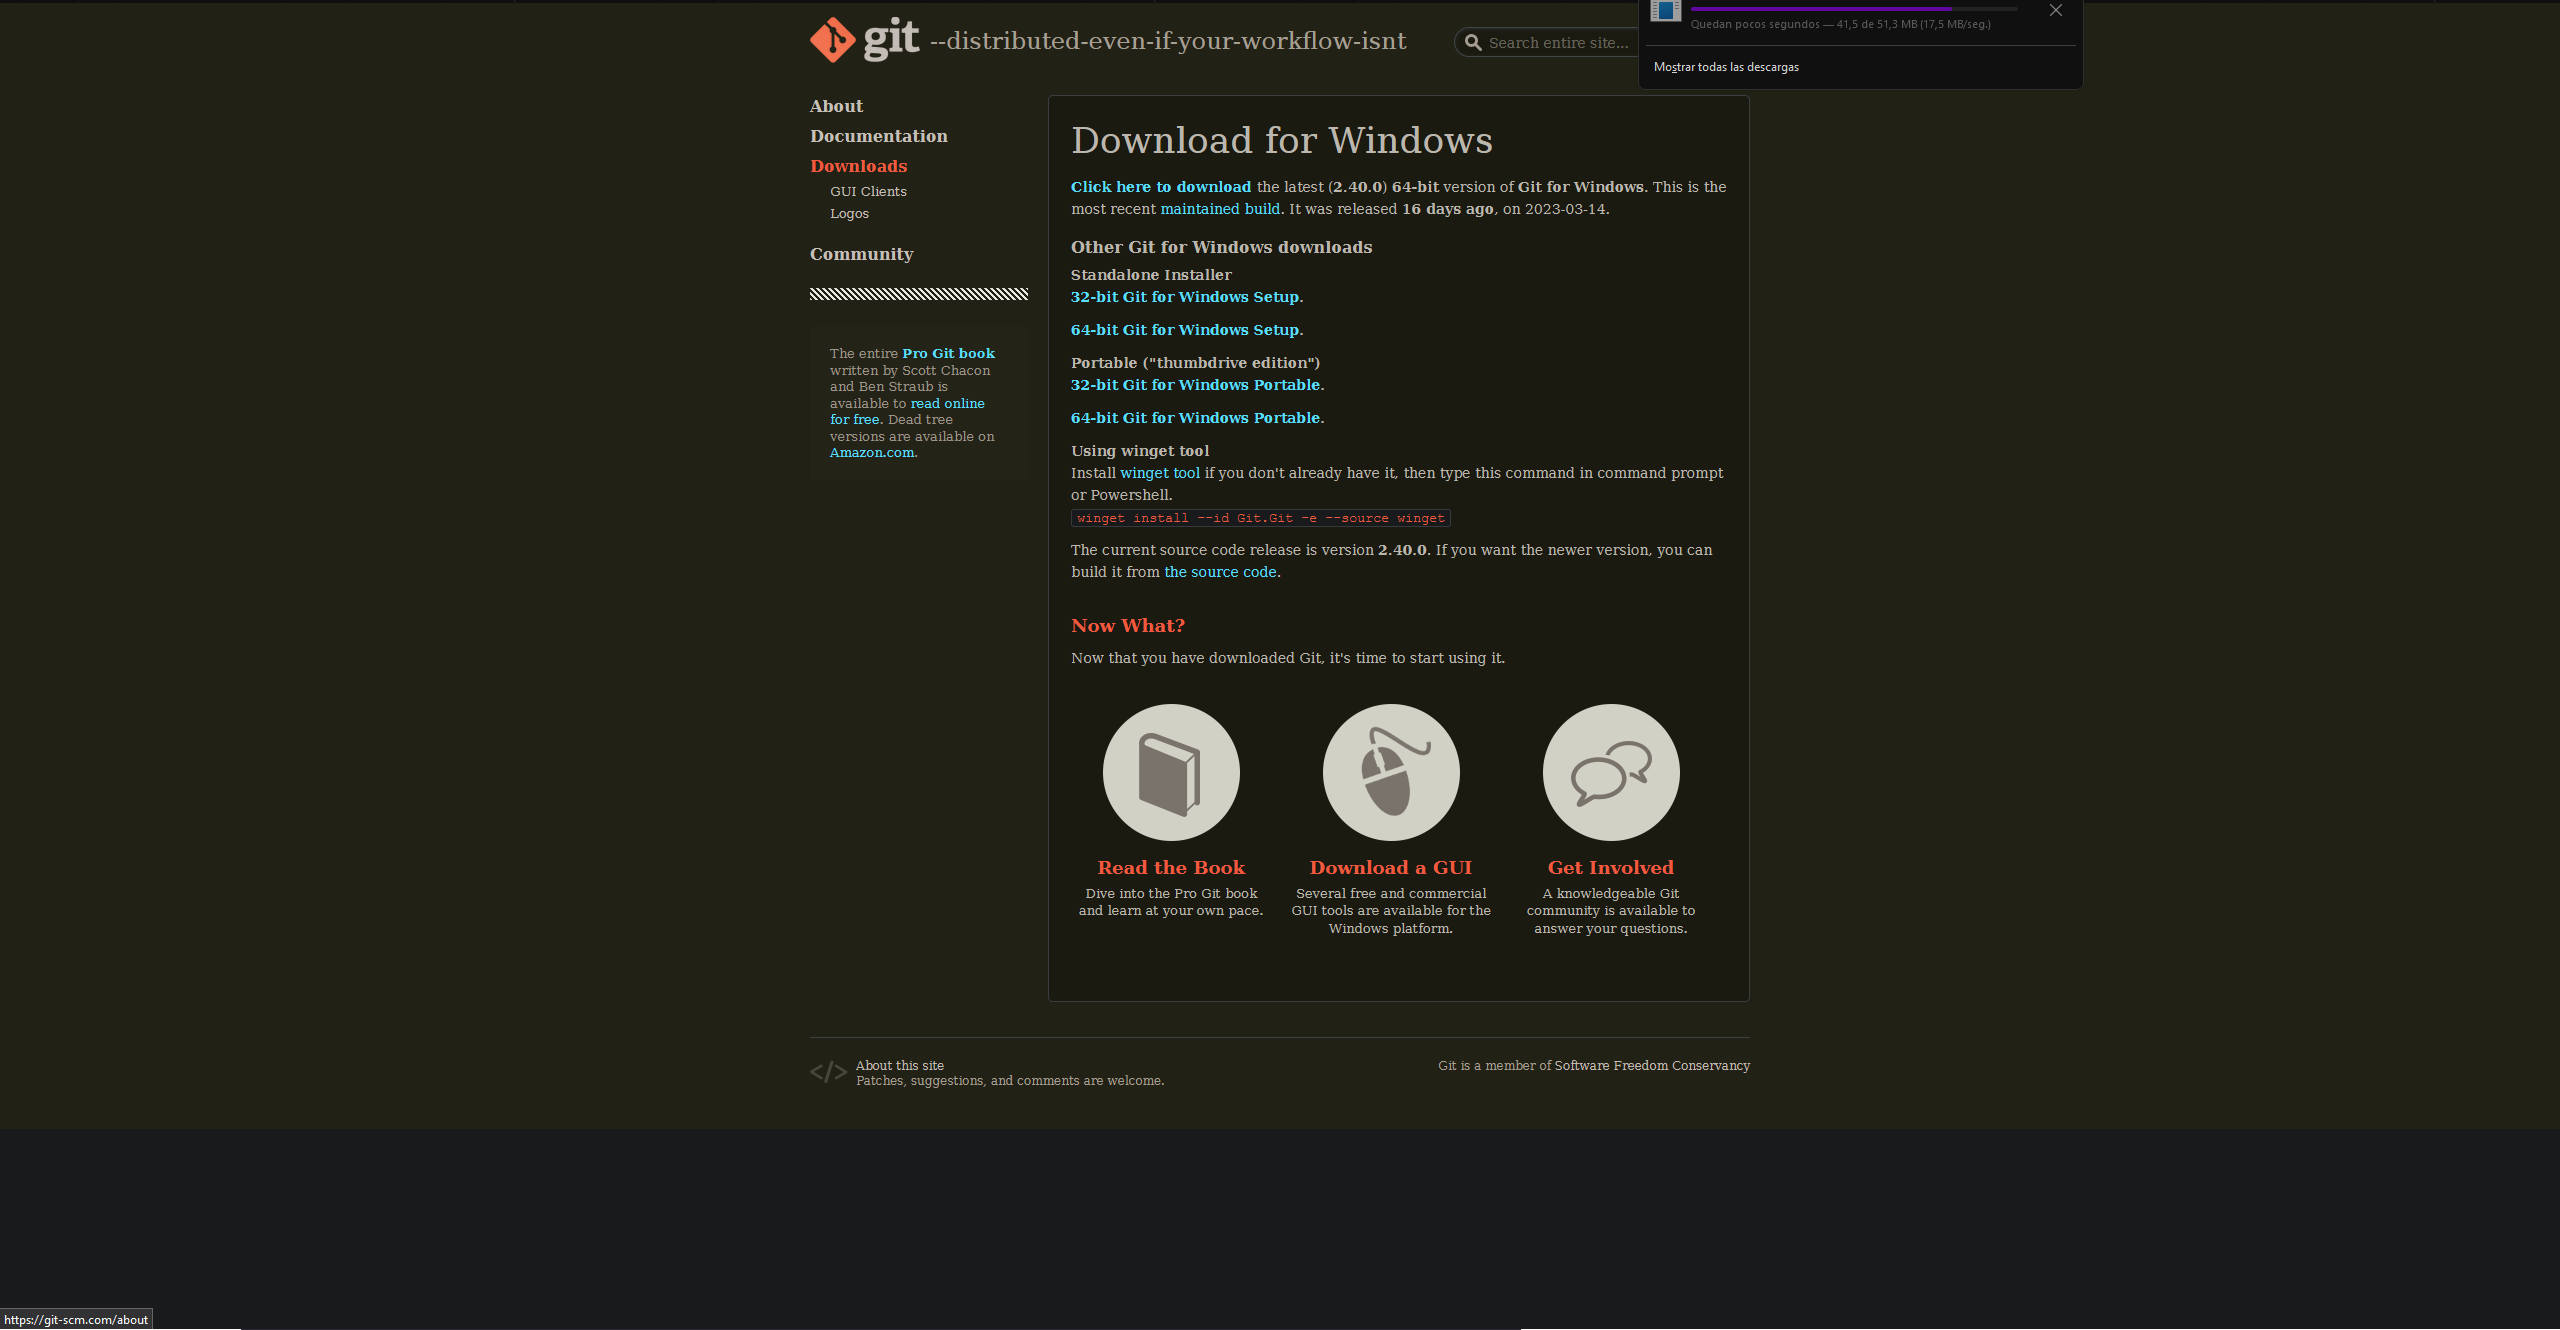 git --distributed-even-if-your-workflow-isnt
Search entire site...
Quedan pocos segundos — 41,5 de 51,3 MB (17,5 MB/seg.)
Mostrar todas las descargas
About
Documentation
Downloads
GUI Clients
Logos
Community
The entire Pro Git book
written by Scott Chacon
and Ben Straub is
available to read online
for free. Dead tree
versions are available on
Amazon.com.
Download for Windows
Click here to download the latest (2.40.0) 64-bit version of Git for Windows. This is the
most recent maintained build. It was released 16 days ago, on 2023-03-14.
Other Git for Windows downloads
Standalone Installer
32-bit Git for Windows Setup.
64-bit Git for Windows Setup.
Portable ("thumbdrive edition")
32-bit Git for Windows Portable.
64-bit Git for Windows Portable.
Using winget tool
Install winget tool if you don't already have it, then type this command in command prompt
or Powershell.
winget install --id Git.Git -e --source winget
The current source code release is version 2.40.0. If you want the newer version, you can
build it from the source code.
Now What?
Now that you have downloaded Git, it's time to start using it.
Read the Book
Dive into the Pro Git book
and learn at your own pace.
Download a GUI
Several free and commercial
GUI tools are available for the
Windows platform.
Get Involved
A knowledgeable Git
community is available to
answer your questions.
</> About this site
Patches, suggestions, and comments are welcome.
Git is a member of Software Freedom Conservancy
https://git-scm.com/about